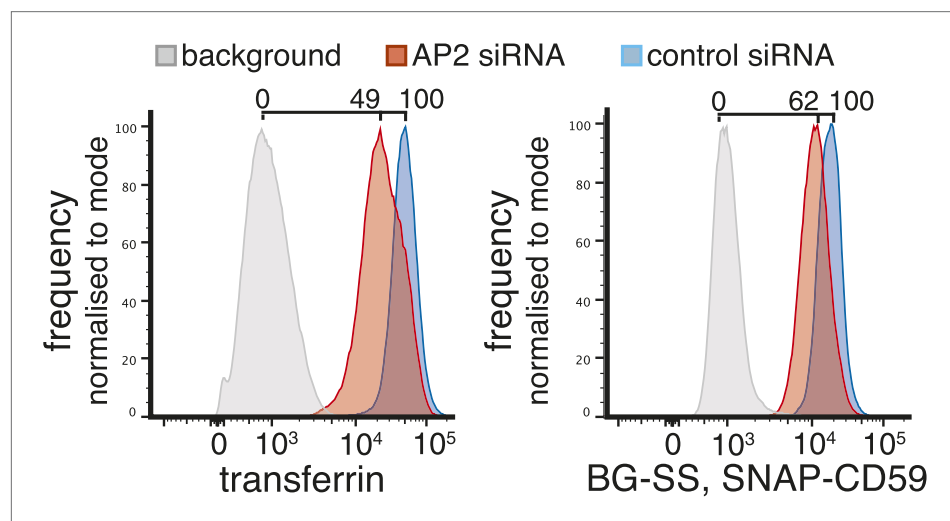 background AP2 siRNA control siRNA
0 49 100
100
80
60
40
20
0
frequency
normalised to mode
0 10³ 10⁴ 10⁵
transferrin
0 62 100
100
80
60
40
20
0
frequency
normalised to mode
0 10³ 10⁴ 10⁵
BG-SS, SNAP-CD59